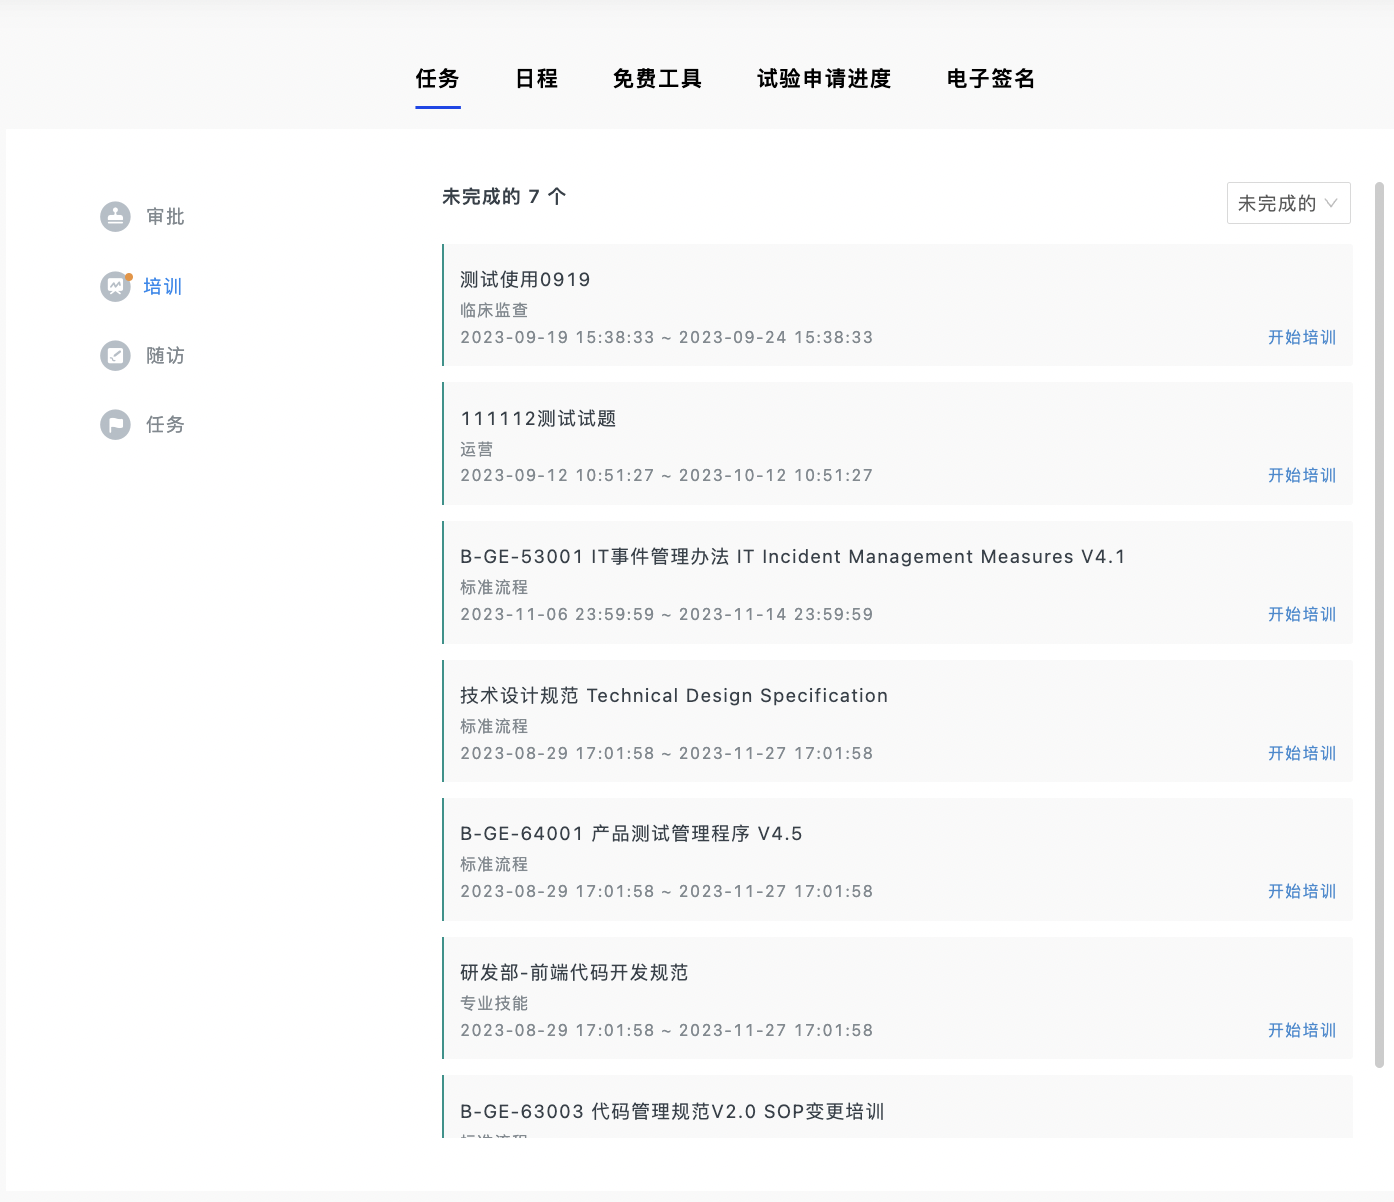 任务 日程 免费工具 试验申请进度 电子签名
审批
培训
随访
任务
未完成的 7 个
未完成的
测试使用0919
临床监查
2023-09-19 15:38:33 ~ 2023-09-24 15:38:33
开始培训
111112测试试题
运营
2023-09-12 10:51:27 ~ 2023-10-12 10:51:27
开始培训
B-GE-53001 IT事件管理办法 IT Incident Management Measures V4.1
标准流程
2023-11-06 23:59:59 ~ 2023-11-14 23:59:59
开始培训
技术设计规范 Technical Design Specification
标准流程
2023-08-29 17:01:58 ~ 2023-11-27 17:01:58
开始培训
B-GE-64001 产品测试管理程序 V4.5
标准流程
2023-08-29 17:01:58 ~ 2023-11-27 17:01:58
开始培训
研发部-前端代码开发规范
专业技能
2023-08-29 17:01:58 ~ 2023-11-27 17:01:58
开始培训
B-GE-63003 代码管理规范V2.0 SOP变更培训